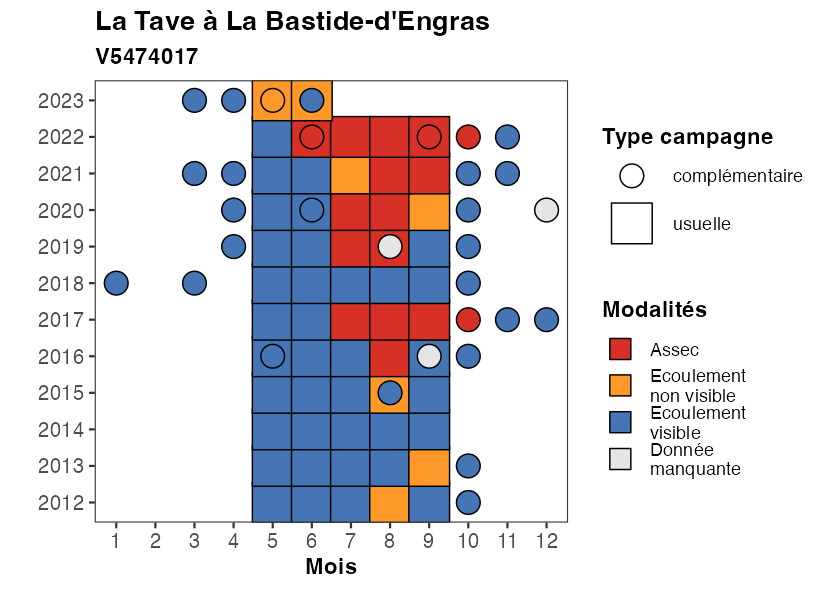 La Tave à La Bastide-d'Engras
V5474017
2023
2022
2021
2020
2019
2018
2017
2016
2015
2014
2013
2012
1 2 3 4 5 6 7 8 9 10 11 12
Mois
Type campagne
complémentaire
usuelle
Modalités
Assec
Ecoulement
non visible
Ecoulement
visible
Donnée
manquante